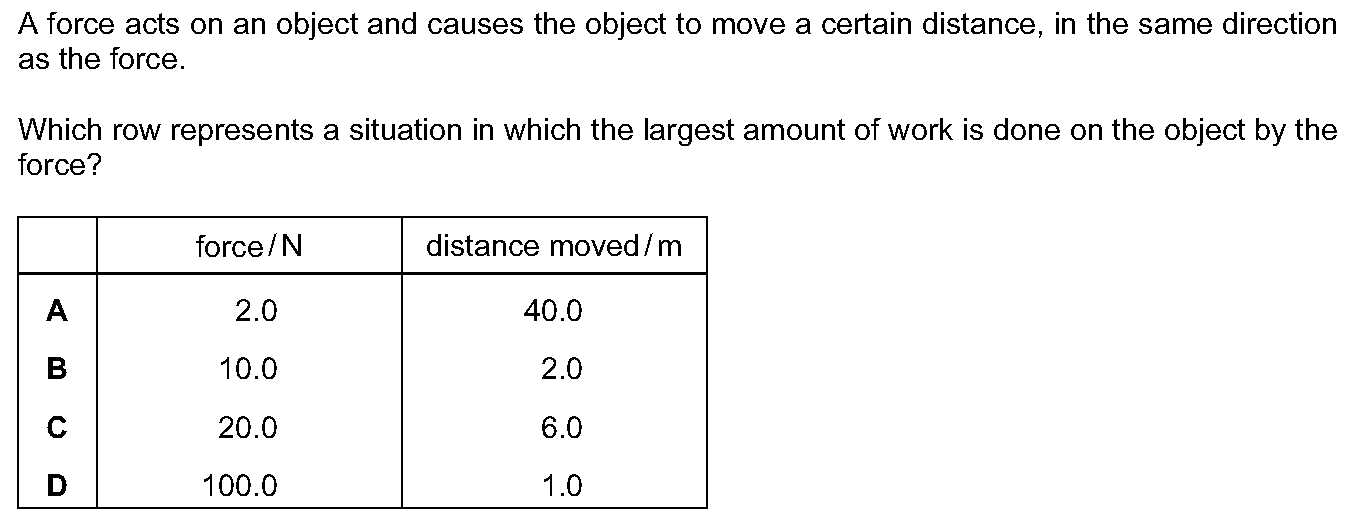 A force acts on an object and causes the object to move a certain distance, in the same direction
as the force.
Which row represents a situation in which the largest amount of work is done on the object by the
force?
force/N distance moved/m
A 2.0 40.0
B 10.0 2.0
C 20.0 6.0
D 100.0 1.0